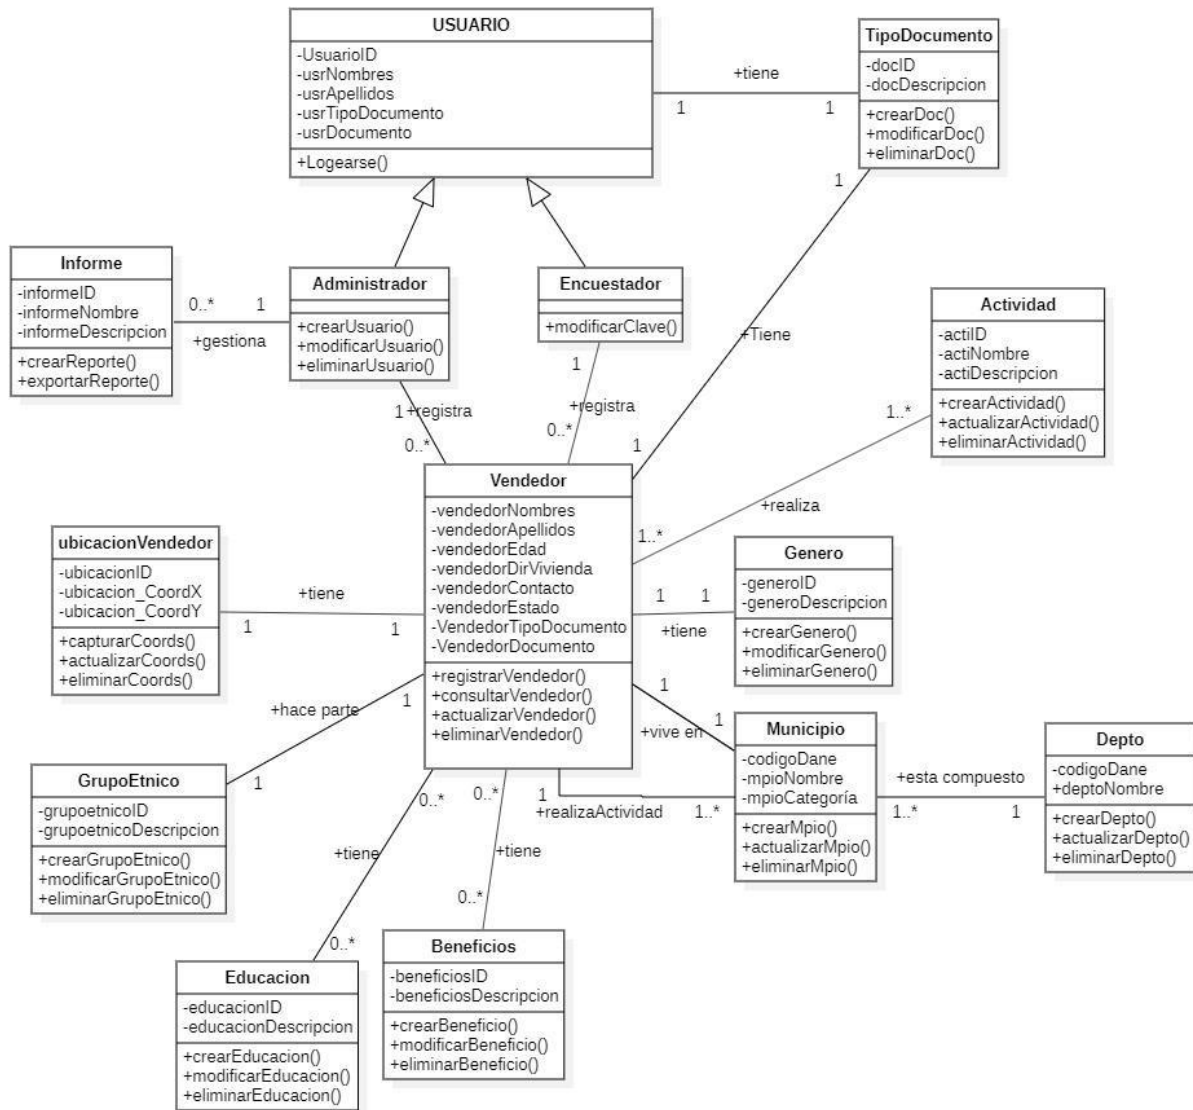 USUARIO
-UsuarioID
-usrNombres
-usrApellidos
-usrTipoDocumento
-usrDocumento
+Logearse()
+tiene
1
1
TipoDocumento
-docID
-docDescripcion
+crearDoc()
+modificarDoc()
+eliminarDoc()
1
Informe
-informeID
-informeNombre
-informeDescripcion
+crearReporte()
+exportarReporte()
0..*
1
+gestiona
Administrador
+crearUsuario()
+modificarUsuario()
+eliminarUsuario()
Encuestador
+modificarClave()
+Tiene
Actividad
-actiID
-actiNombre
-actiDescripcion
+crearActividad()
+actualizarActividad()
+eliminarActividad()
1
+registra
0..*
1
+registra
0..*
1
1..*
+realiza
1..*
Vendedor
-vendedorNombres
-vendedorApellidos
-vendedorEdad
-vendedorDirVivienda
-vendedorContacto
-vendedorEstado
-VendedorTipoDocumento
-VendedorDocumento
+registrarVendedor()
+consultarVendedor()
+actualizarVendedor()
+eliminarVendedor()
ubicacionVendedor
-ubicacionID
-ubicacion_CoordX
-ubicacion_CoordY
+capturarCoords()
+actualizarCoords()
+eliminarCoords()
+tiene
1
1
Genero
-generoID
-generoDescripcion
+crearGenero()
+modificarGenero()
+eliminarGenero()
1
1
+tiene
+hace parte
1
1
1
1
+vive en
Municipio
-codigoDane
-mpioNombre
-mpioCategoría
+crearMpio()
+actualizarMpio()
+eliminarMpio()
+esta compuesto
1..*
1
Depto
-codigoDane
+deptoNombre
+crearDepto()
+actualizarDepto()
+eliminarDepto()
GrupoEtnico
-grupoetnicoID
-grupoetnicoDescripcion
+crearGrupoEtnico()
+modificarGrupoEtnico()
+eliminarGrupoEtnico()
0..*
+tiene
0..*
0..*
+tiene
0..*
1
+realizaActividad
1..*
Educacion
-educacionID
-educacionDescripcion
+crearEducacion()
+modificarEducacion()
+eliminarEducacion()
Beneficios
-beneficiosID
-beneficiosDescripcion
+crearBeneficio()
+modificarBeneficio()
+eliminarBeneficio()